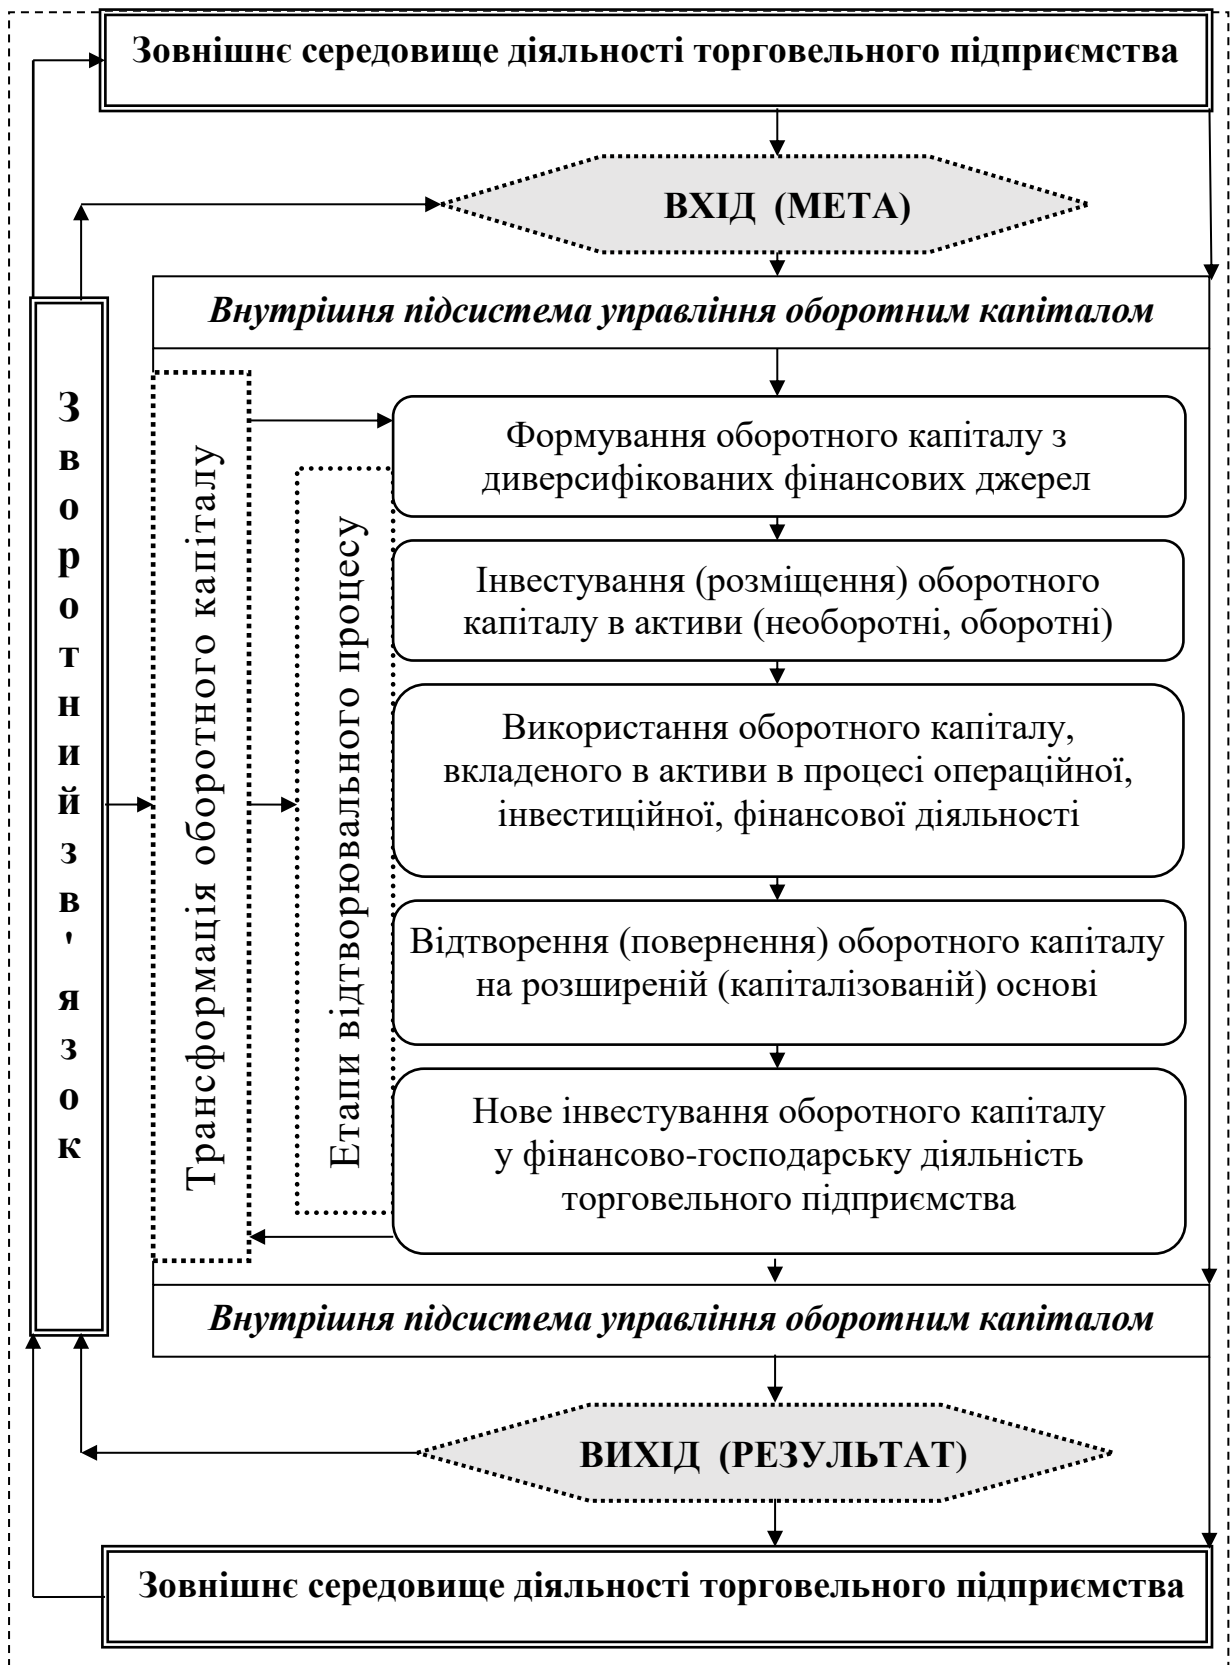 Зовнішнє середовище діяльності торговельного підприємства
ВХІД (МЕТА)
Внутрішня підсистема управління оборотним капіталом
Зворотний зв'язок
Трансформація оборотного капіталу
Етапи відтворювального процесу
Формування оборотного капіталу з
диверсифікованих фінансових джерел
Інвестування (розміщення) оборотного
капіталу в активи (необоротні, оборотні)
Використання оборотного капіталу,
вкладеного в активи в процесі операційної,
інвестиційної, фінансової діяльності
Відтворення (повернення) оборотного капіталу
на розширеній (капіталізованій) основі
Нове інвестування оборотного капіталу
у фінансово-господарську діяльність
торговельного підприємства
Внутрішня підсистема управління оборотним капіталом
ВИХІД (РЕЗУЛЬТАТ)
Зовнішнє середовище діяльності торговельного підприємства